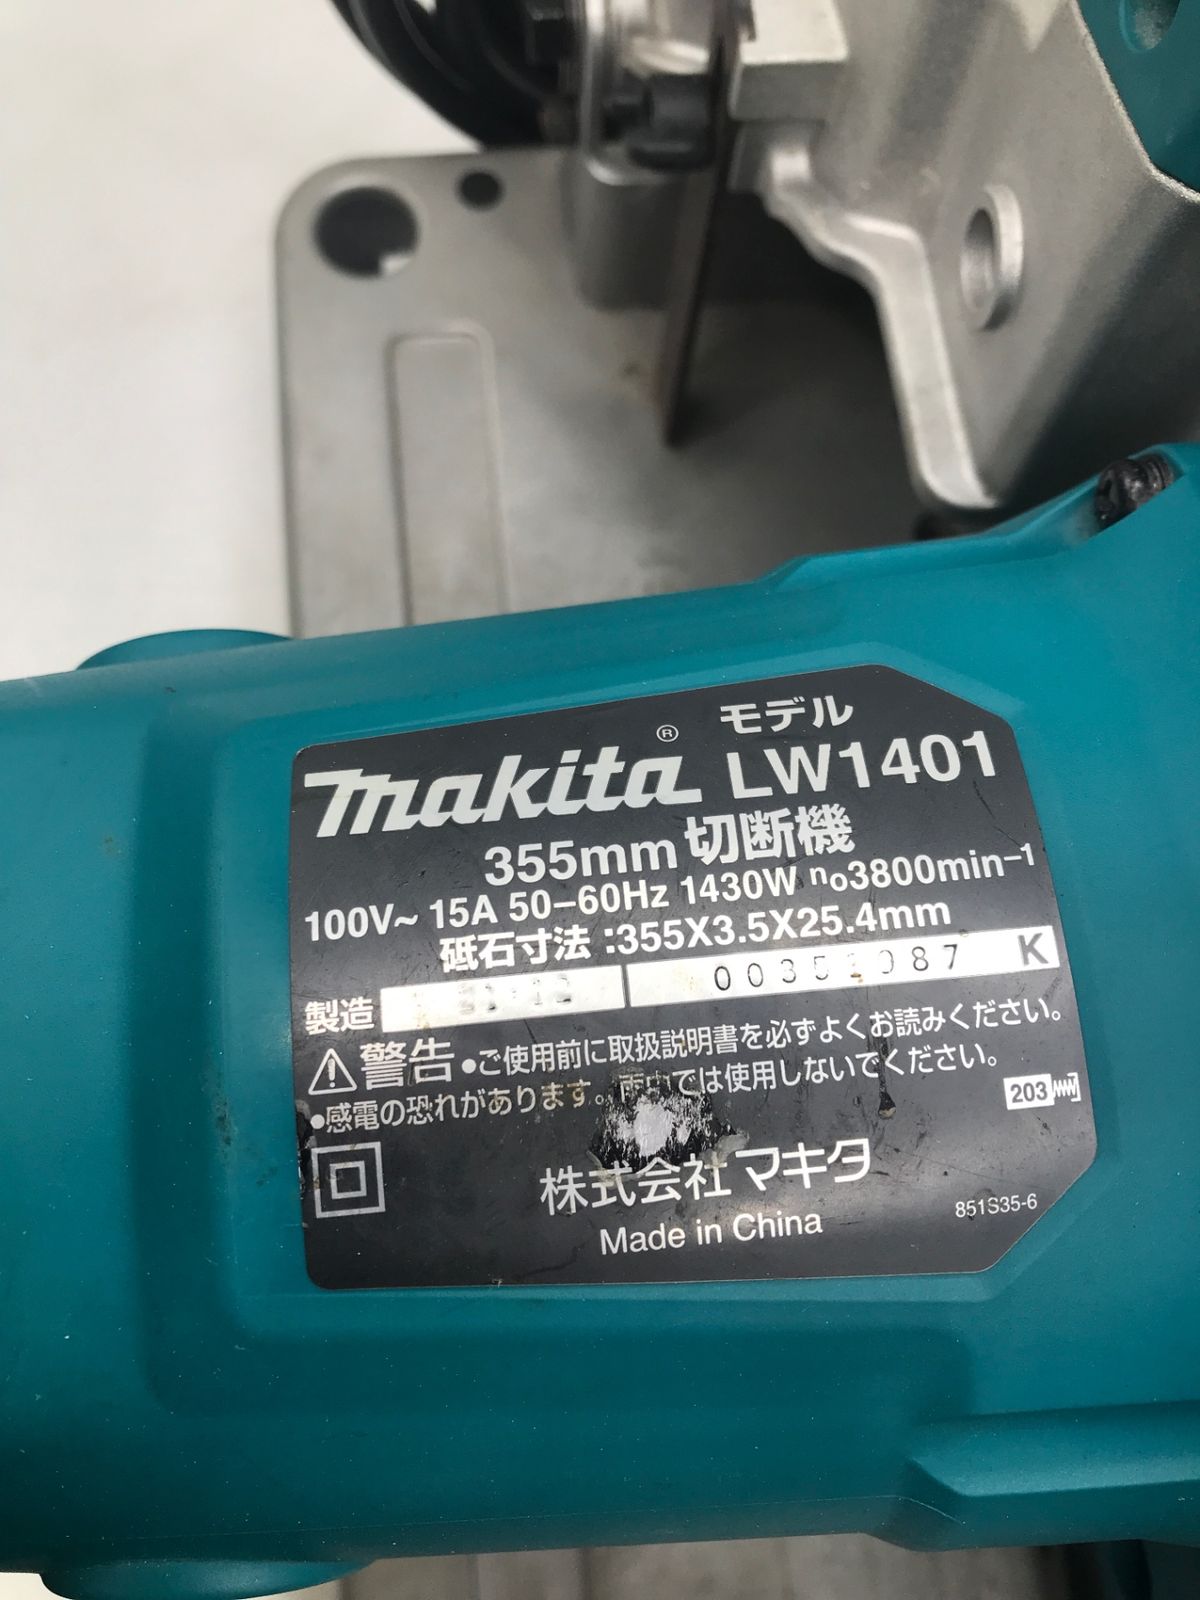 makita® モデル LW1401
355mm 切断機
100V~ 15A 50-60Hz 1430W n₀3800min⁻¹
砥石寸法:355X3.5X25.4mm
製造 K
⚠警告 ●ご使用前に取扱説明書を必ずよくお読みください。
●感電の恐れがあります。雨中では使用しないでください。
203
株式会社マキタ
Made in China
851S35-6